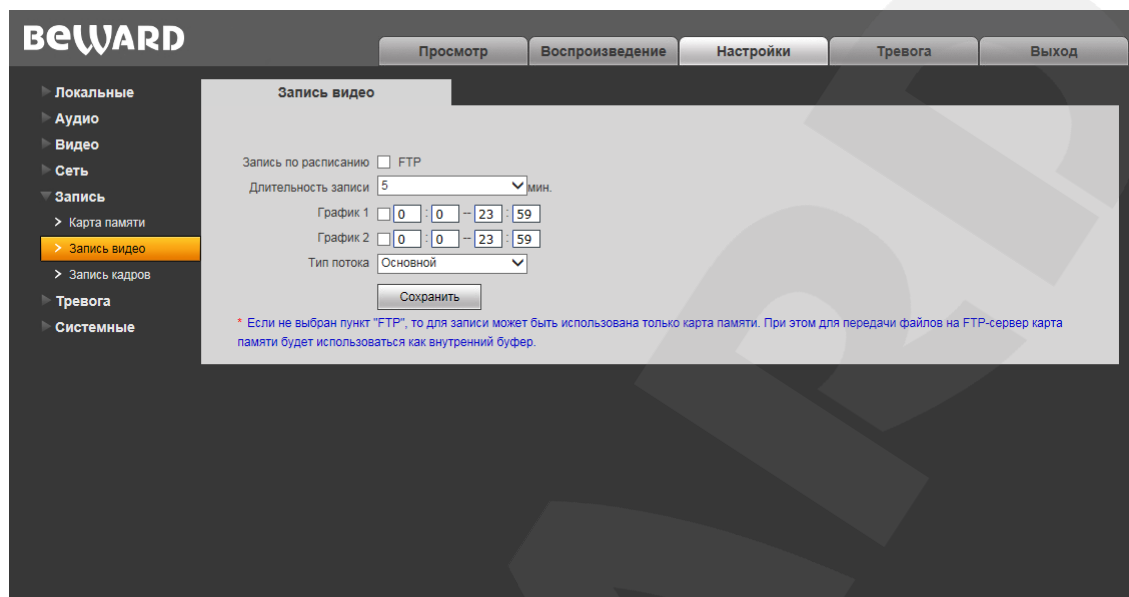 BEWARD
Просмотр Воспроизведение Настройки Тревога Выход
Локальные
Аудио
Видео
Сеть
Запись
> Карта памяти
> Запись видео
> Запись кадров
Тревога
Системные
Запись видео
Запись по расписанию FTP
Длительность записи 5 мин.
График 1 0 : 0 – 23 : 59
График 2 0 : 0 – 23 : 59
Тип потока Основной
Сохранить
* Если не выбран пункт "FTP", то для записи может быть использована только карта памяти. При этом для передачи файлов на FTP-сервер карта
памяти будет использоваться как внутренний буфер.